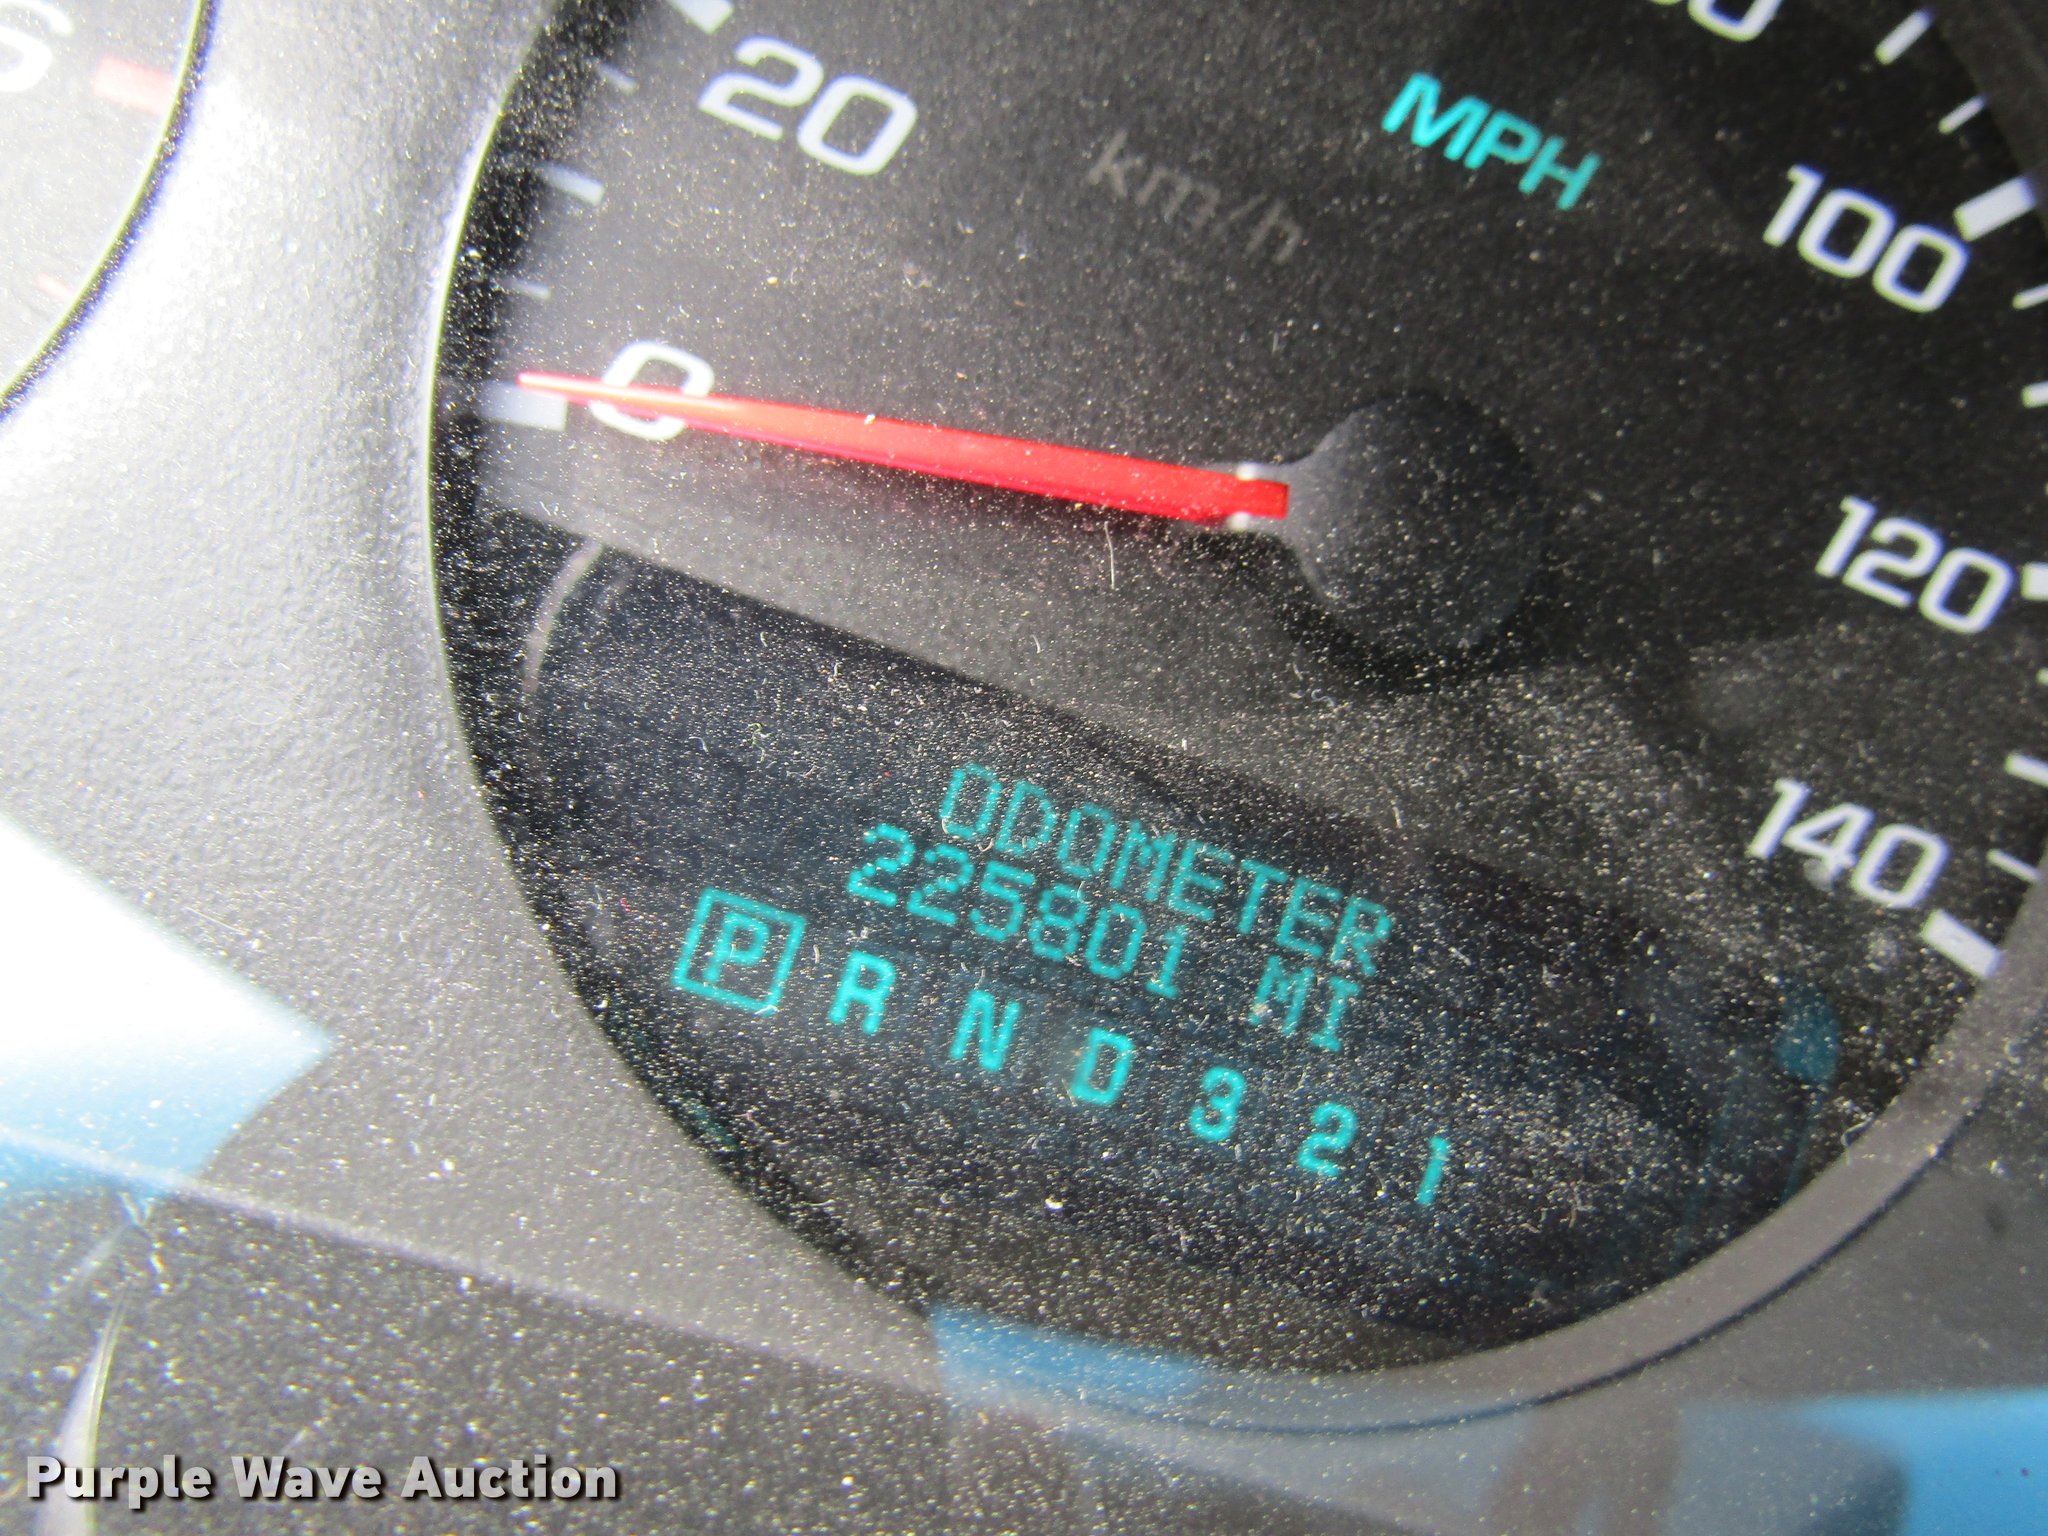 20
MPH
km/h
100
0
120
140
ODOMETER
225801 MI
P R N D 3 2 1
Purple Wave Auction